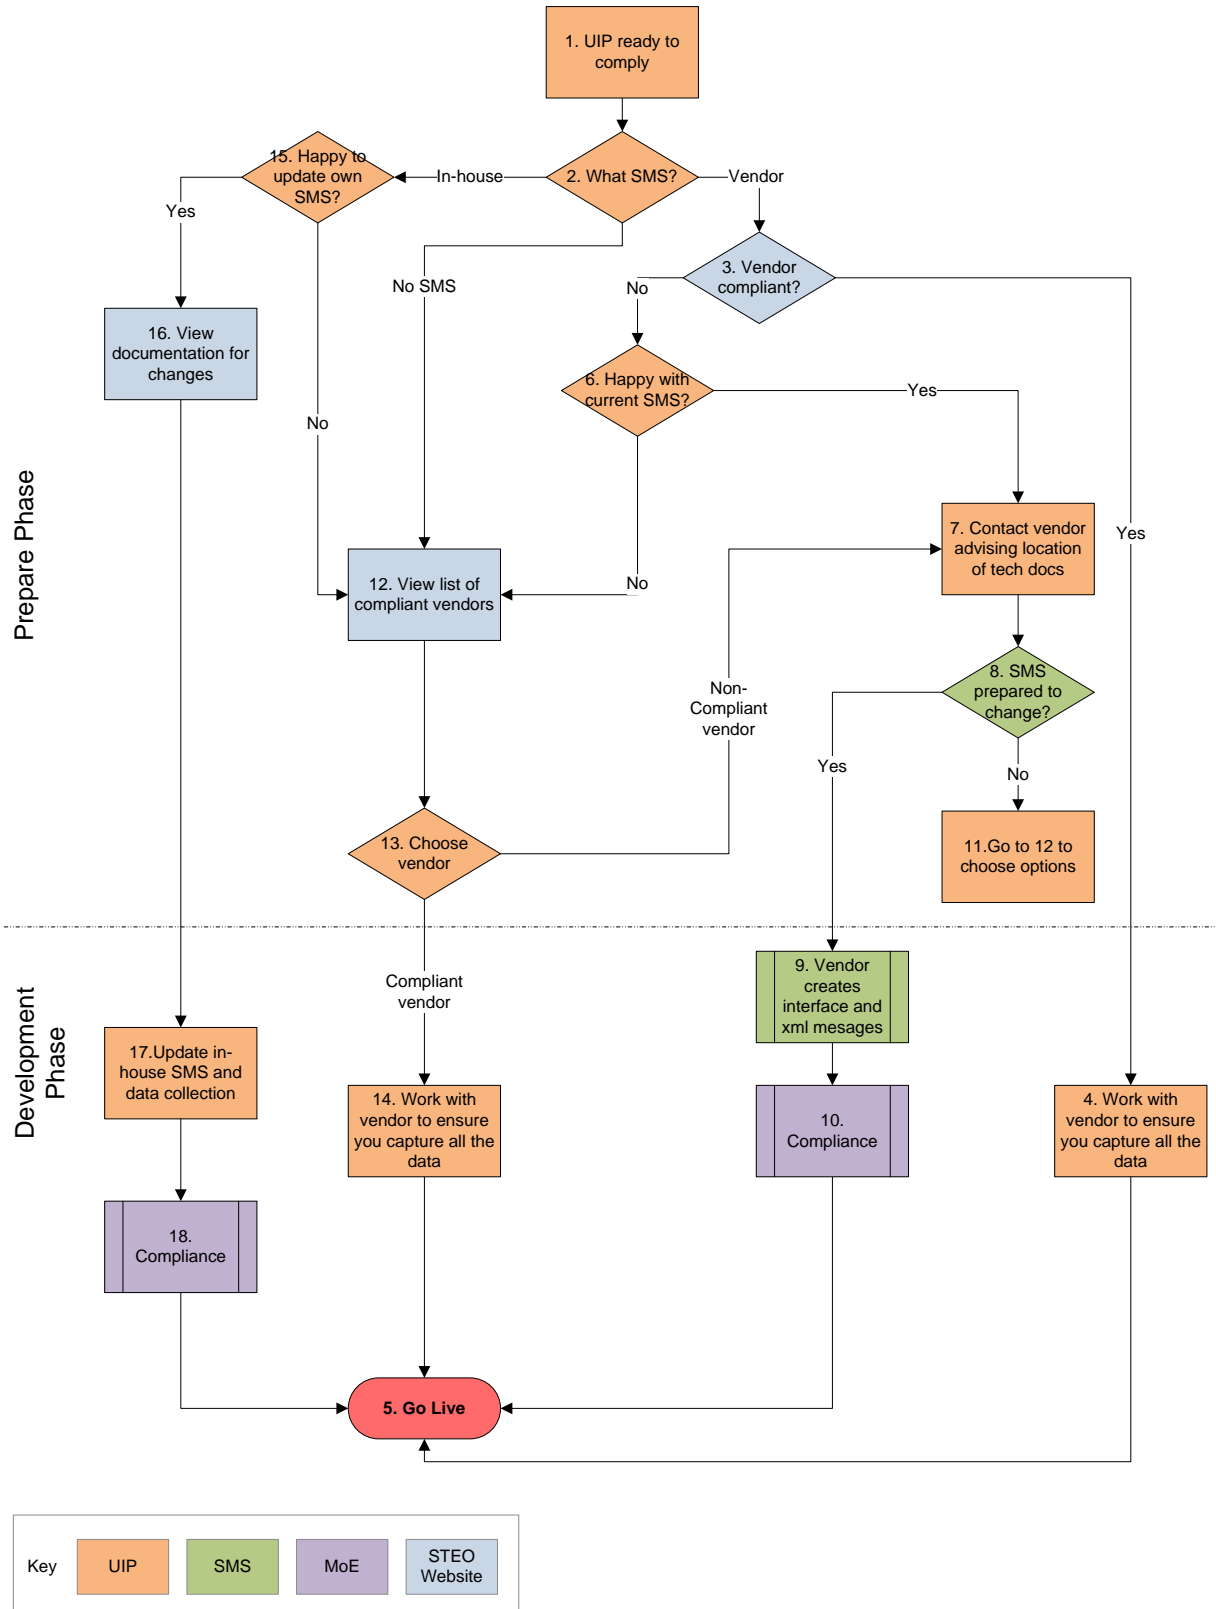 1. UIP ready to
comply
15. Happy to
update own
SMS?
In-house
2. What SMS?
Vendor
Yes
3. Vendor
compliant?
No SMS
No
16. View
documentation for
changes
6. Happy with
current SMS?
Yes
No
Prepare Phase
7. Contact vendor
advising location
of tech docs
Yes
12. View list of
compliant vendors
No
8. SMS
prepared to
change?
Non-
Compliant
vendor
Yes
No
13. Choose
vendor
11.Go to 12 to
choose options
Development
Phase
Compliant
vendor
9. Vendor
creates
interface and
xml mesages
17.Update in-
house SMS and
data collection
14. Work with
vendor to ensure
you capture all the
data
10.
Compliance
4. Work with
vendor to ensure
you capture all the
data
18.
Compliance
5. Go Live
Key
UIP
SMS
MoE
STEO
Website